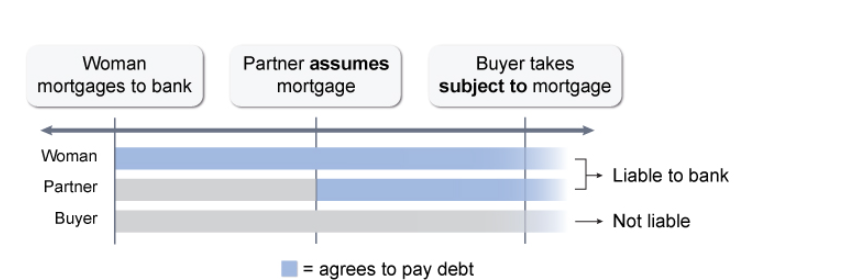 Woman
mortgages to bank
Partner assumes
mortgage
Buyer takes
subject to mortgage
Woman
Partner
Buyer
Liable to bank
Not liable
= agrees to pay debt